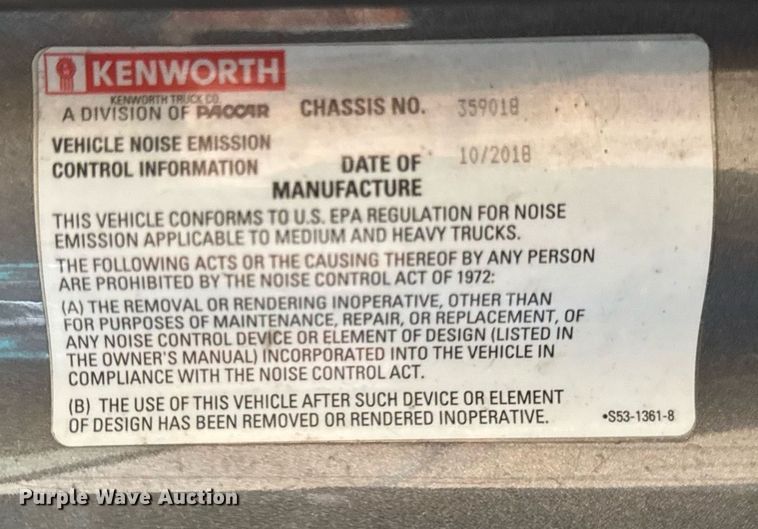 KENWORTH
KENWORTH TRUCK CO.
A DIVISION OF PACCAR
CHASSIS NO. 359018
VEHICLE NOISE EMISSION
CONTROL INFORMATION
DATE OF 10/2018
MANUFACTURE
THIS VEHICLE CONFORMS TO U.S. EPA REGULATION FOR NOISE
EMISSION APPLICABLE TO MEDIUM AND HEAVY TRUCKS.
THE FOLLOWING ACTS OR THE CAUSING THEREOF BY ANY PERSON
ARE PROHIBITED BY THE NOISE CONTROL ACT OF 1972:
(A) THE REMOVAL OR RENDERING INOPERATIVE, OTHER THAN
FOR PURPOSES OF MAINTENANCE, REPAIR, OR REPLACEMENT, OF
ANY NOISE CONTROL DEVICE OR ELEMENT OF DESIGN (LISTED IN
THE OWNER'S MANUAL) INCORPORATED INTO THE VEHICLE IN
COMPLIANCE WITH THE NOISE CONTROL ACT.
(B) THE USE OF THIS VEHICLE AFTER SUCH DEVICE OR ELEMENT
OF DESIGN HAS BEEN REMOVED OR RENDERED INOPERATIVE.
•S53-1361-8
Purple Wave Auction